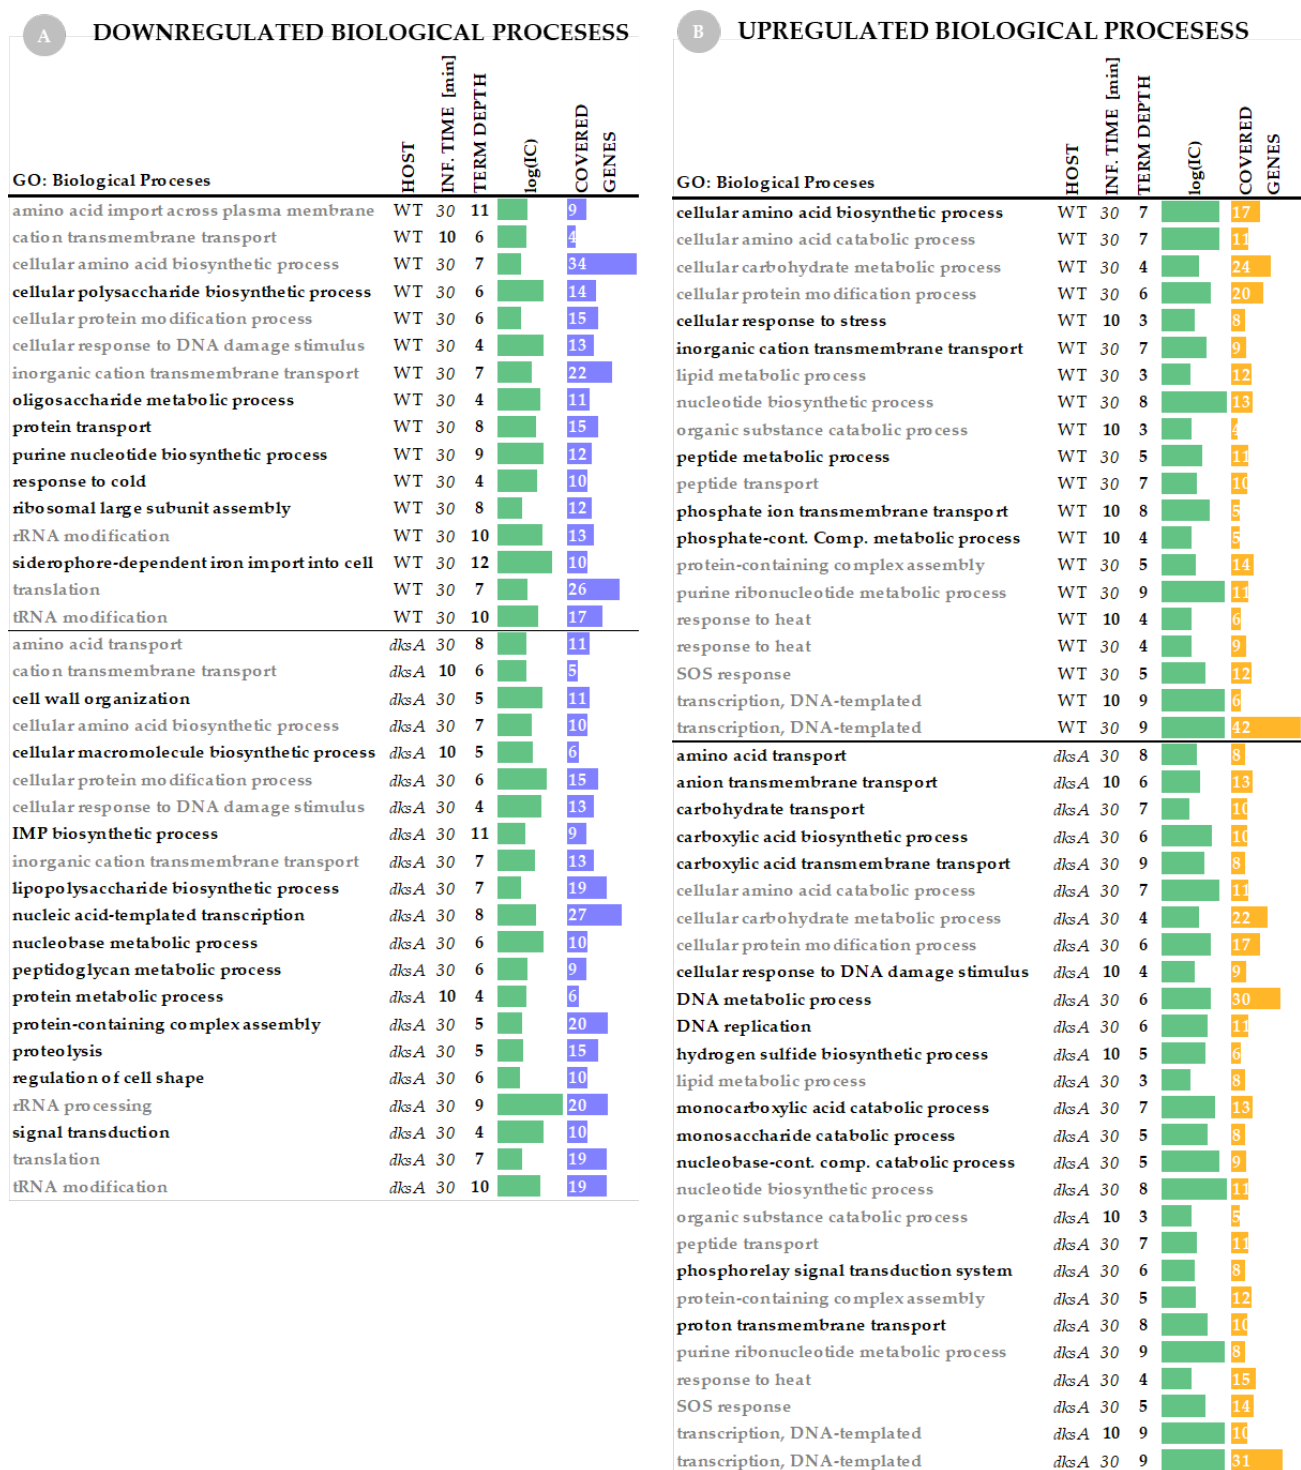 A DOWNREGULATED BIOLOGICAL PROCESESS
GO: Biological Proceses HOST INF. TIME [min] TERM DEPTH log(IC) COVERED GENES
amino acid import across plasma membrane WT 30 11 9
cation transmembrane transport WT 10 6 4
cellular amino acid biosynthetic process WT 30 7 34
cellular polysaccharide biosynthetic process WT 30 6 14
cellular protein modification process WT 30 6 15
cellular response to DNA damage stimulus WT 30 4 13
inorganic cation transmembrane transport WT 30 7 22
oligosaccharide metabolic process WT 30 4 11
protein transport WT 30 8 15
purine nucleotide biosynthetic process WT 30 9 12
response to cold WT 30 4 10
ribosomal large subunit assembly WT 30 8 12
rRNA modification WT 30 10 13
siderophore-dependent iron import into cell WT 30 12 10
translation WT 30 7 26
tRNA modification WT 30 10 17
amino acid transport dksA 30 8 11
cation transmembrane transport dksA 10 6 5
cell wall organization dksA 30 5 11
cellular amino acid biosynthetic process dksA 30 7 10
cellular macromolecule biosynthetic process dksA 10 5 6
cellular protein modification process dksA 30 6 15
cellular response to DNA damage stimulus dksA 30 4 13
IMP biosynthetic process dksA 30 11 9
inorganic cation transmembrane transport dksA 30 7 13
lipopolysaccharide biosynthetic process dksA 30 7 19
nucleic acid-templated transcription dksA 30 8 27
nucleobase metabolic process dksA 30 6 10
peptidoglycan metabolic process dksA 30 6 9
protein metabolic process dksA 10 4 6
protein-containing complex assembly dksA 30 5 20
proteolysis dksA 30 5 15
regulation of cell shape dksA 30 6 10
rRNA processing dksA 30 9 20
signal transduction dksA 30 4 10
translation dksA 30 7 19
tRNA modification dksA 30 10 19
B UPREGULATED BIOLOGICAL PROCESESS
GO: Biological Proceses HOST INF. TIME [min] TERM DEPTH log(IC) COVERED GENES
cellular amino acid biosynthetic process WT 30 7 17
cellular amino acid catabolic process WT 30 7 11
cellular carbohydrate metabolic process WT 30 4 24
cellular protein modification process WT 30 6 20
cellular response to stress WT 10 3 8
inorganic cation transmembrane transport WT 30 7 9
lipid metabolic process WT 30 3 12
nucleotide biosynthetic process WT 30 8 13
organic substance catabolic process WT 10 3 4
peptide metabolic process WT 30 5 11
peptide transport WT 30 7 10
phosphate ion transmembrane transport WT 10 8 5
phosphate-cont. Comp. metabolic process WT 10 4 5
protein-containing complex assembly WT 30 5 14
purine ribonucleotide metabolic process WT 30 9 11
response to heat WT 10 4 6
response to heat WT 30 4 9
SOS response WT 30 5 12
transcription, DNA-templated WT 10 9 6
transcription, DNA-templated WT 30 9 42
amino acid transport dksA 30 8 8
anion transmembrane transport dksA 10 6 13
carbohydrate transport dksA 30 7 10
carboxylic acid biosynthetic process dksA 30 6 10
carboxylic acid transmembrane transport dksA 30 9 8
cellular amino acid catabolic process dksA 30 7 11
cellular carbohydrate metabolic process dksA 30 4 22
cellular protein modification process dksA 30 6 17
cellular response to DNA damage stimulus dksA 10 4 9
DNA metabolic process dksA 30 6 30
DNA replication dksA 30 6 11
hydrogen sulfide biosynthetic process dksA 10 5 6
lipid metabolic process dksA 30 3 8
monocarboxylic acid catabolic process dksA 30 7 13
monosaccharide catabolic process dksA 30 5 8
nucleobase-cont. comp. catabolic process dksA 30 5 9
nucleotide biosynthetic process dksA 30 8 11
organic substance catabolic process dksA 10 3 5
peptide transport dksA 30 7 11
phosphorelay signal transduction system dksA 30 6 8
protein-containing complex assembly dksA 30 5 12
proton transmembrane transport dksA 30 8 10
purine ribonucleotide metabolic process dksA 30 9 8
response to heat dksA 30 4 15
SOS response dksA 30 5 14
transcription, DNA-templated dksA 10 9 10
transcription, DNA-templated dksA 30 9 31